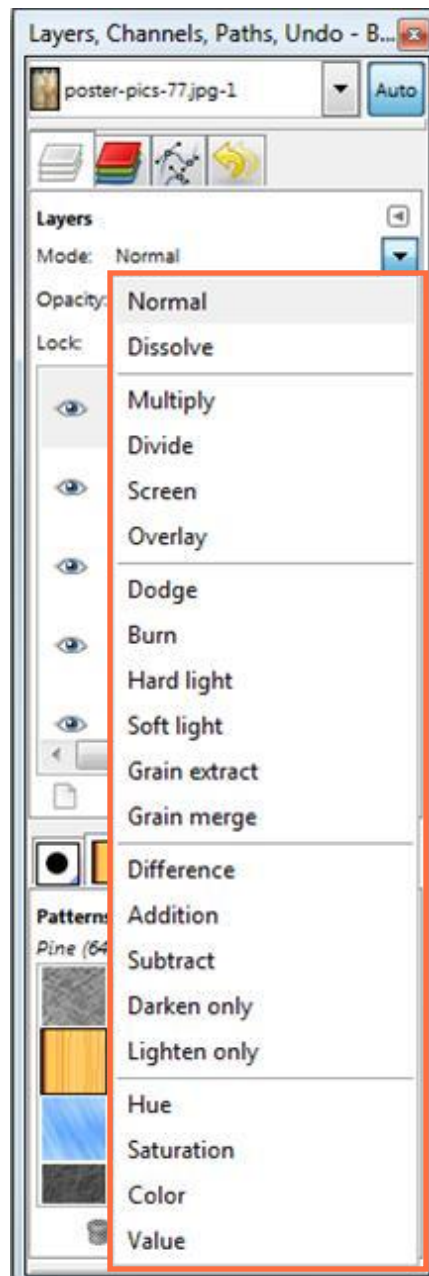 Layers, Channels, Paths, Undo - B...
poster-pics-77.jpg-1
Auto
Layers
Mode: Normal
Opacity:
Lock:
Normal
Dissolve
Multiply
Divide
Screen
Overlay
Dodge
Burn
Hard light
Soft light
Grain extract
Grain merge
Difference
Addition
Subtract
Darken only
Lighten only
Hue
Saturation
Color
Value
Patterns
Pine (64